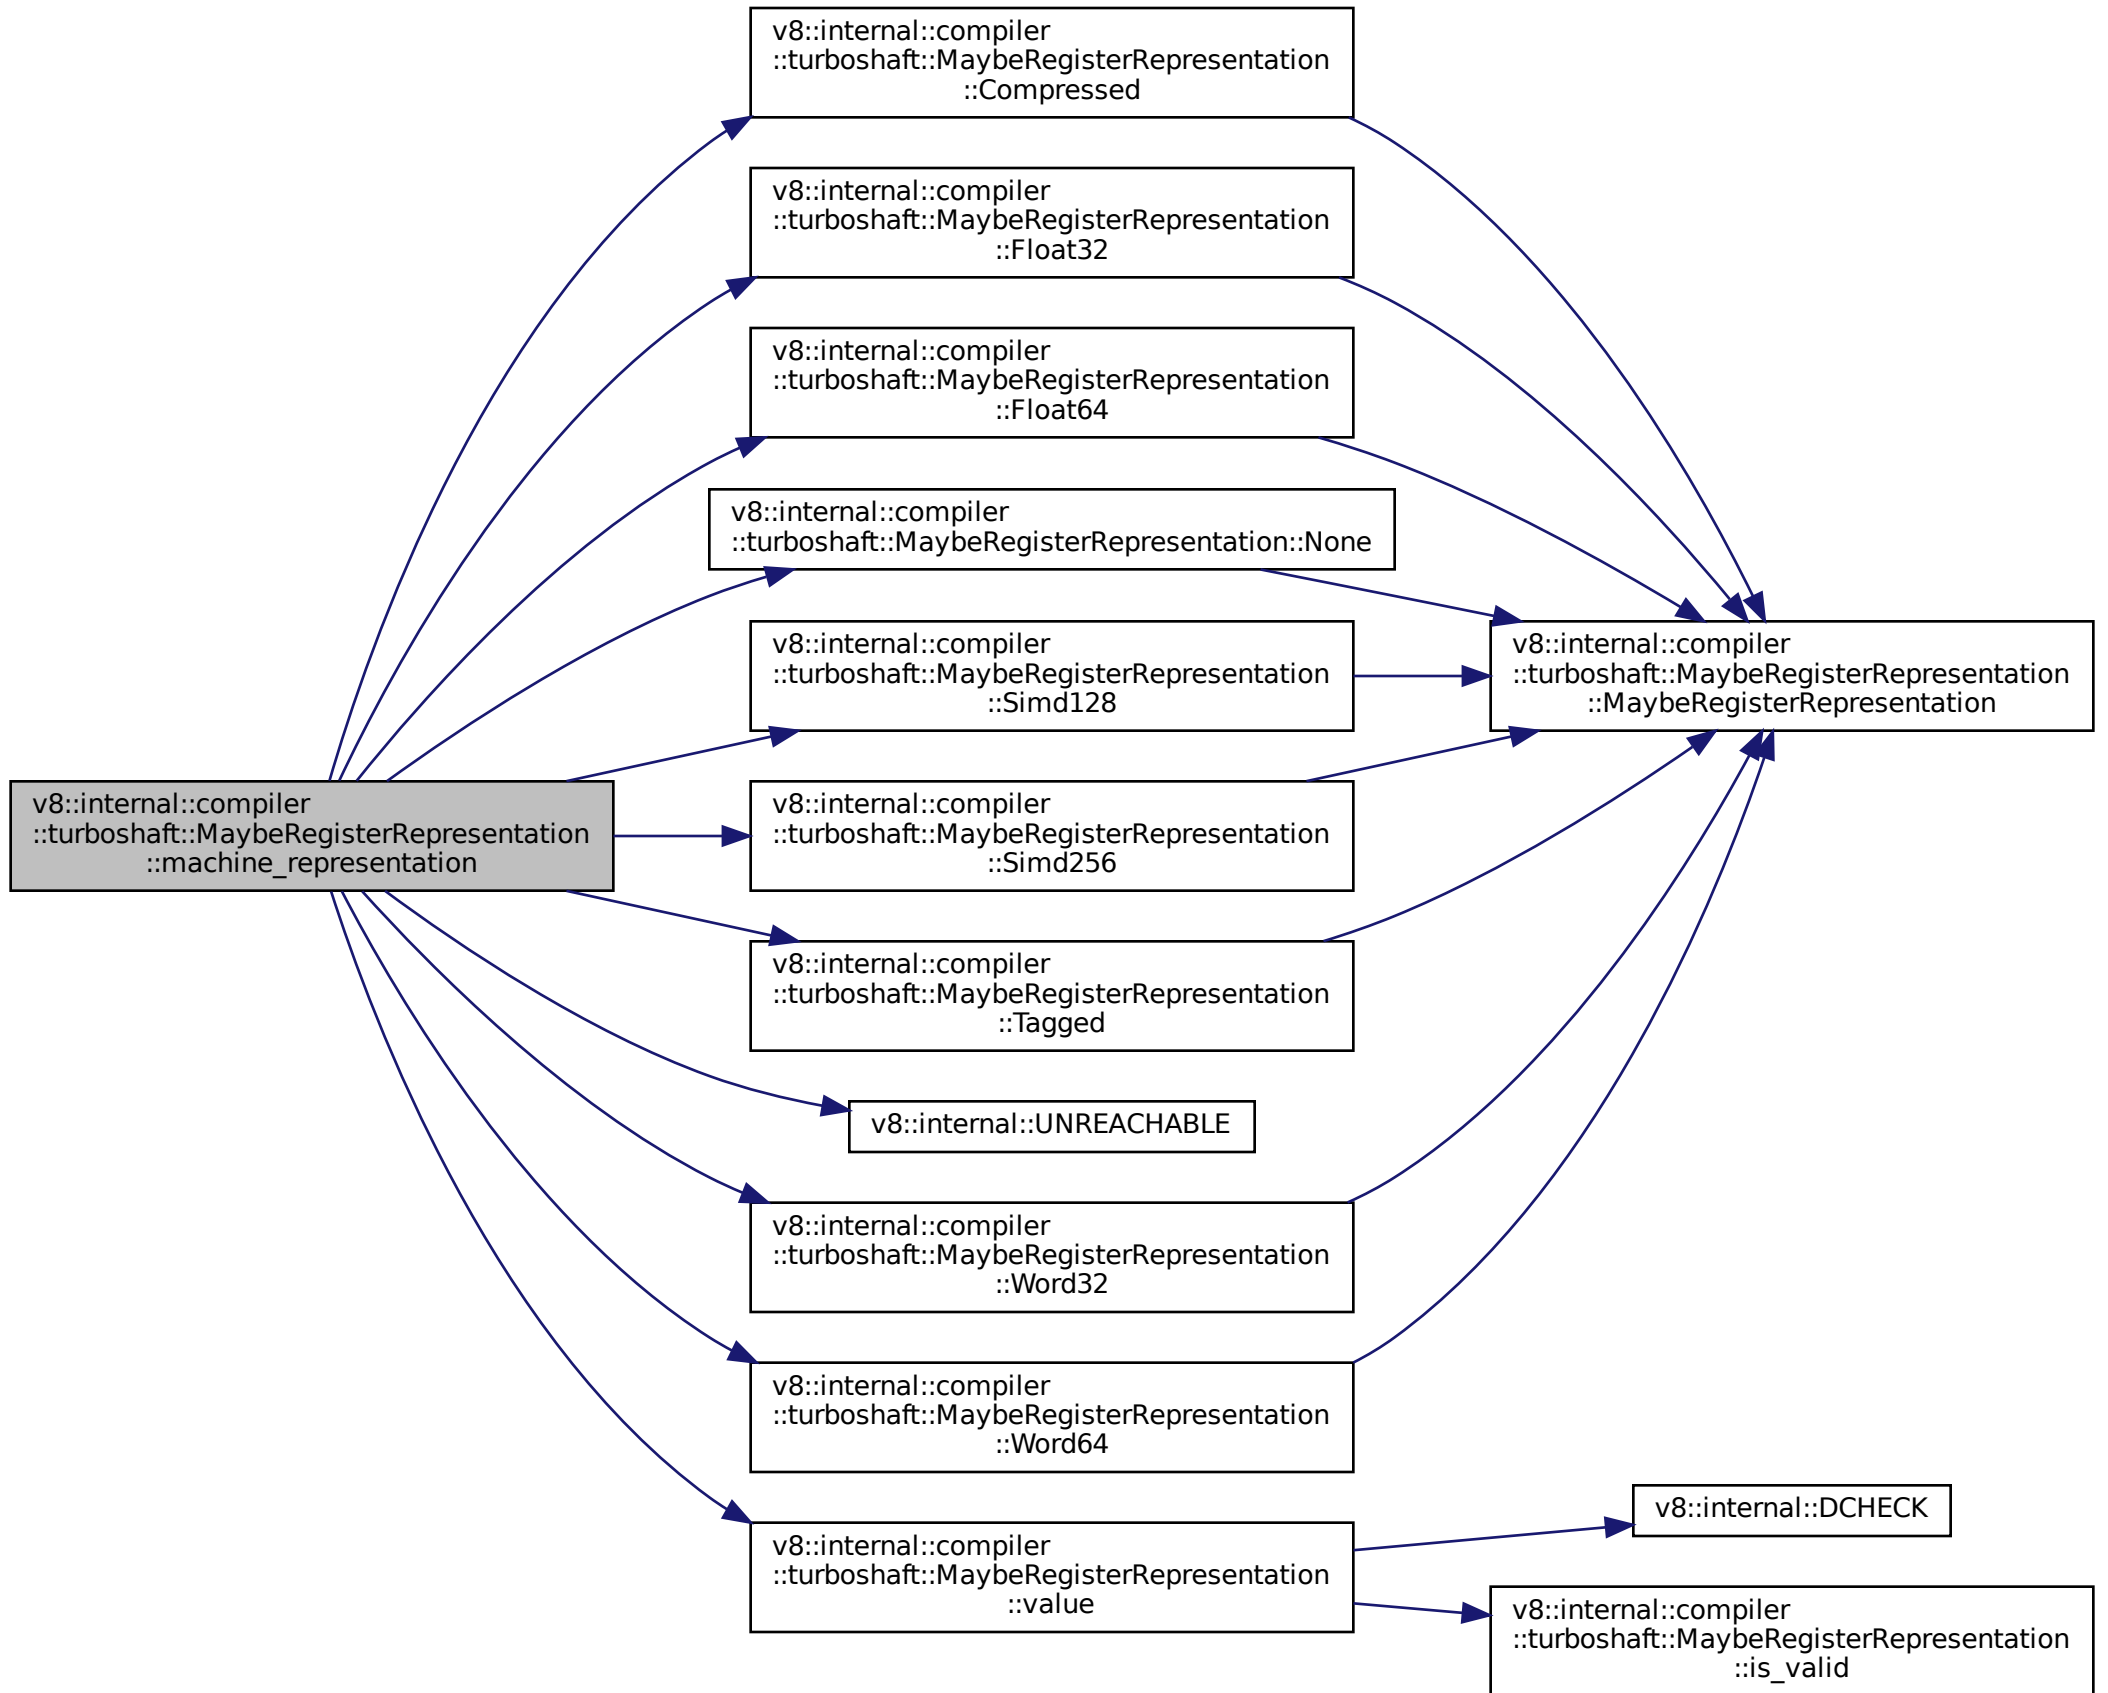 v8::internal::compiler
::turboshaft::MaybeRegisterRepresentation
::Compressed
v8::internal::compiler
::turboshaft::MaybeRegisterRepresentation
::Float32
v8::internal::compiler
::turboshaft::MaybeRegisterRepresentation
::Float64
v8::internal::compiler
::turboshaft::MaybeRegisterRepresentation::None
v8::internal::compiler
::turboshaft::MaybeRegisterRepresentation
::Simd128
v8::internal::compiler
::turboshaft::MaybeRegisterRepresentation
::MaybeRegisterRepresentation
v8::internal::compiler
::turboshaft::MaybeRegisterRepresentation
::machine_representation
v8::internal::compiler
::turboshaft::MaybeRegisterRepresentation
::Simd256
v8::internal::compiler
::turboshaft::MaybeRegisterRepresentation
::Tagged
v8::internal::UNREACHABLE
v8::internal::compiler
::turboshaft::MaybeRegisterRepresentation
::Word32
v8::internal::compiler
::turboshaft::MaybeRegisterRepresentation
::Word64
v8::internal::compiler
::turboshaft::MaybeRegisterRepresentation
::value
v8::internal::DCHECK
v8::internal::compiler
::turboshaft::MaybeRegisterRepresentation
::is_valid